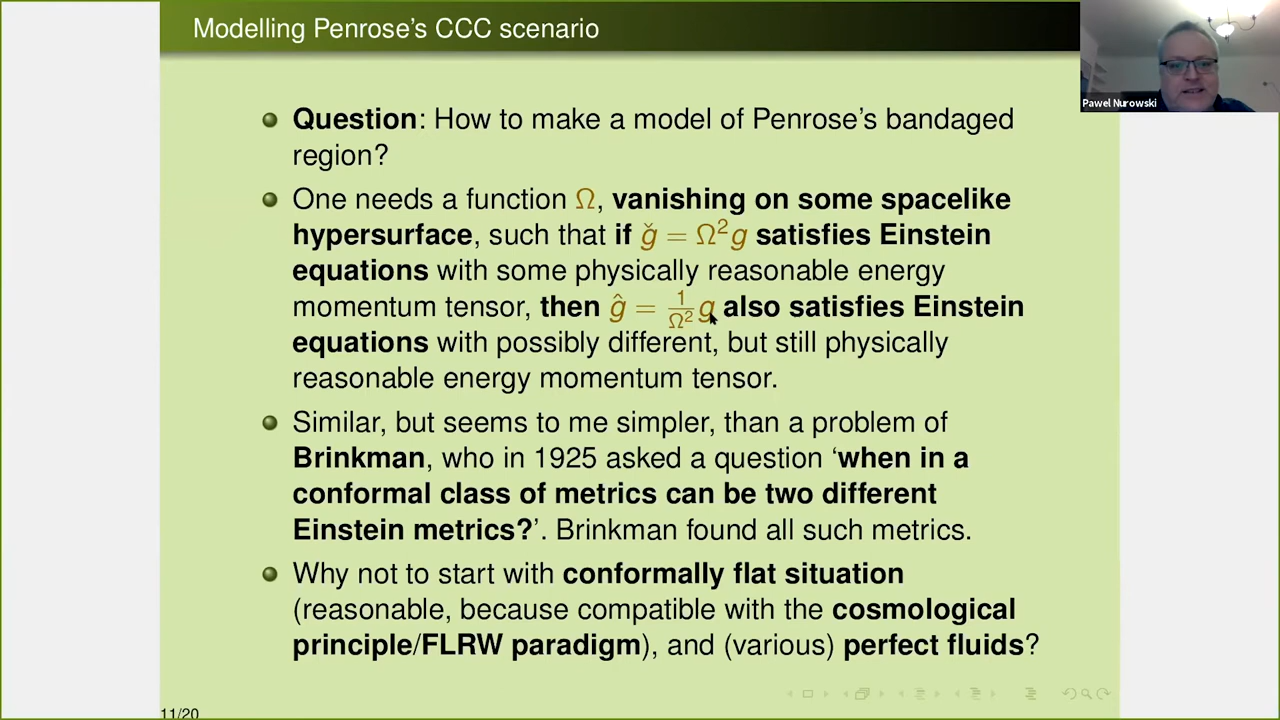 Modelling Penrose's CCC scenario
Pawel Nurowski
Question: How to make a model of Penrose's bandaged
region?
One needs a function Ω, vanishing on some spacelike
hypersurface, such that if ǧ = Ω²g satisfies Einstein
equations with some physically reasonable energy
momentum tensor, then ĝ = 1/Ω² g also satisfies Einstein
equations with possibly different, but still physically
reasonable energy momentum tensor.
Similar, but seems to me simpler, than a problem of
Brinkman, who in 1925 asked a question ‘when in a
conformal class of metrics can be two different
Einstein metrics?’. Brinkman found all such metrics.
Why not to start with conformally flat situation
(reasonable, because compatible with the cosmological
principle/FLRW paradigm), and (various) perfect fluids?
11/20